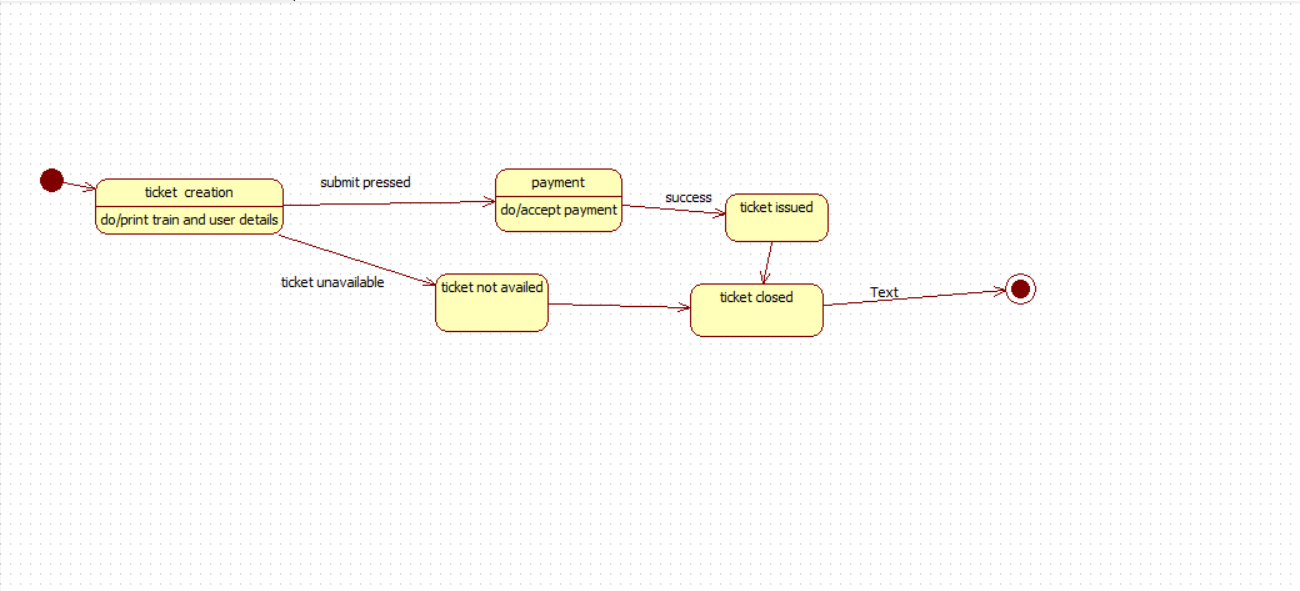 ticket  creation
do/print train and user details
submit pressed
payment
do/accept payment
success
ticket issued
ticket unavailable
ticket not availed
ticket closed
Text